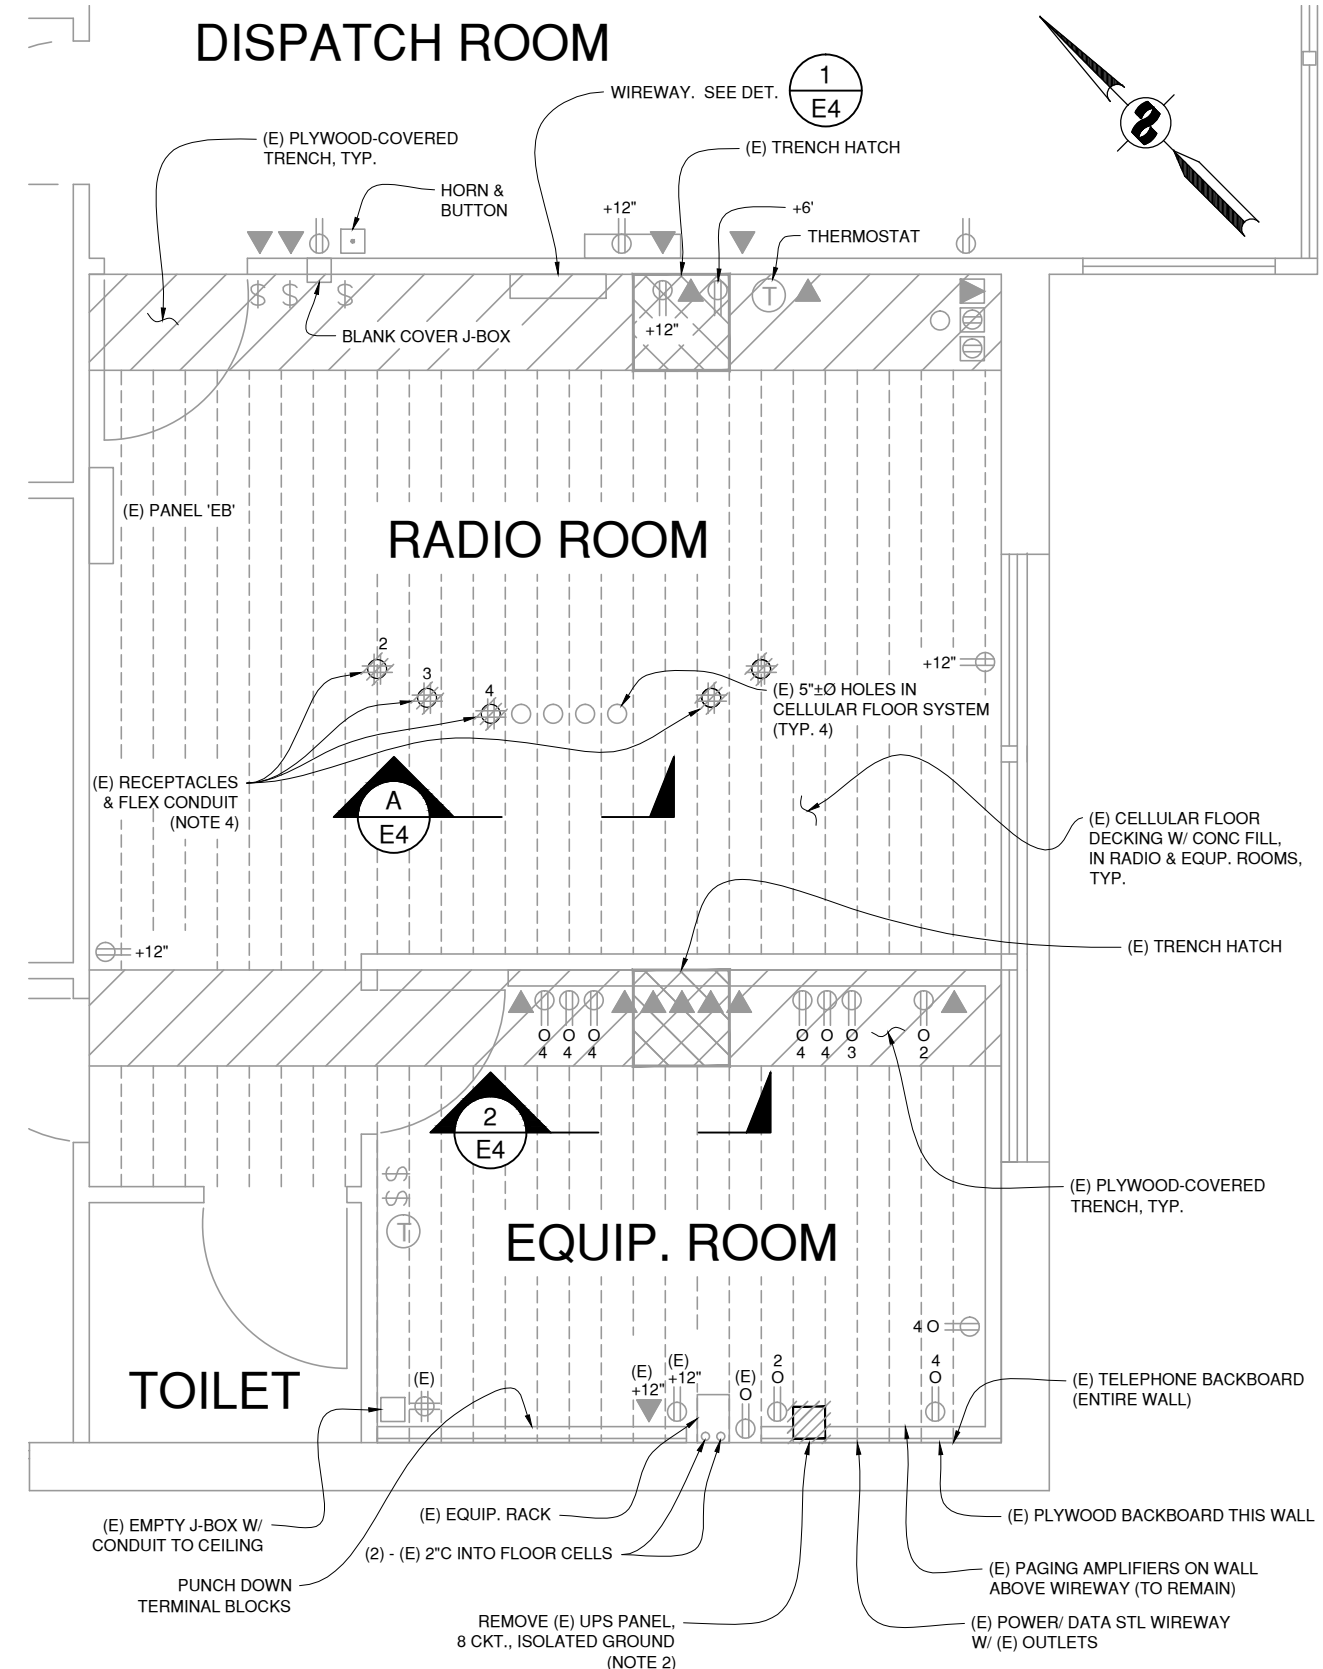 DISPATCH ROOM
WIREWAY.  SEE DET.
1
E4
(E) PLYWOOD-COVERED
TRENCH, TYP.
(E) TRENCH HATCH
HORN &
BUTTON
+12"
+6'
THERMOSTAT
$
$
$
T
+12"
BLANK COVER J-BOX
(E) PANEL 'EB'
RADIO ROOM
2
3
4
+12"
(E) 5"±Ø HOLES IN
CELLULAR FLOOR SYSTEM
(TYP. 4)
(E) RECEPTACLES
& FLEX CONDUIT
(NOTE 4)
A
E4
(E) CELLULAR FLOOR
DECKING W/ CONC FILL,
IN RADIO & EQUP. ROOMS,
TYP.
+12"
(E) TRENCH HATCH
O
4
O
4
O
4
O
4
O
4
O
3
O
2
2
E4
$
$
T
(E) PLYWOOD-COVERED
TRENCH, TYP.
EQUIP. ROOM
4 O
TOILET
(E)
(E)
+12"
(E)
+12"
(E)
O
2
O
4
O
(E) TELEPHONE BACKBOARD
(ENTIRE WALL)
(E) EMPTY J-BOX W/
CONDUIT TO CEILING
(E) EQUIP. RACK
(E) PLYWOOD BACKBOARD THIS WALL
(2) - (E) 2"C INTO FLOOR CELLS
PUNCH DOWN
TERMINAL BLOCKS
(E) PAGING AMPLIFIERS ON WALL
ABOVE WIREWAY (TO REMAIN)
REMOVE (E) UPS PANEL,
8 CKT., ISOLATED GROUND
(NOTE 2)
(E) POWER/ DATA STL WIREWAY
W/ (E) OUTLETS